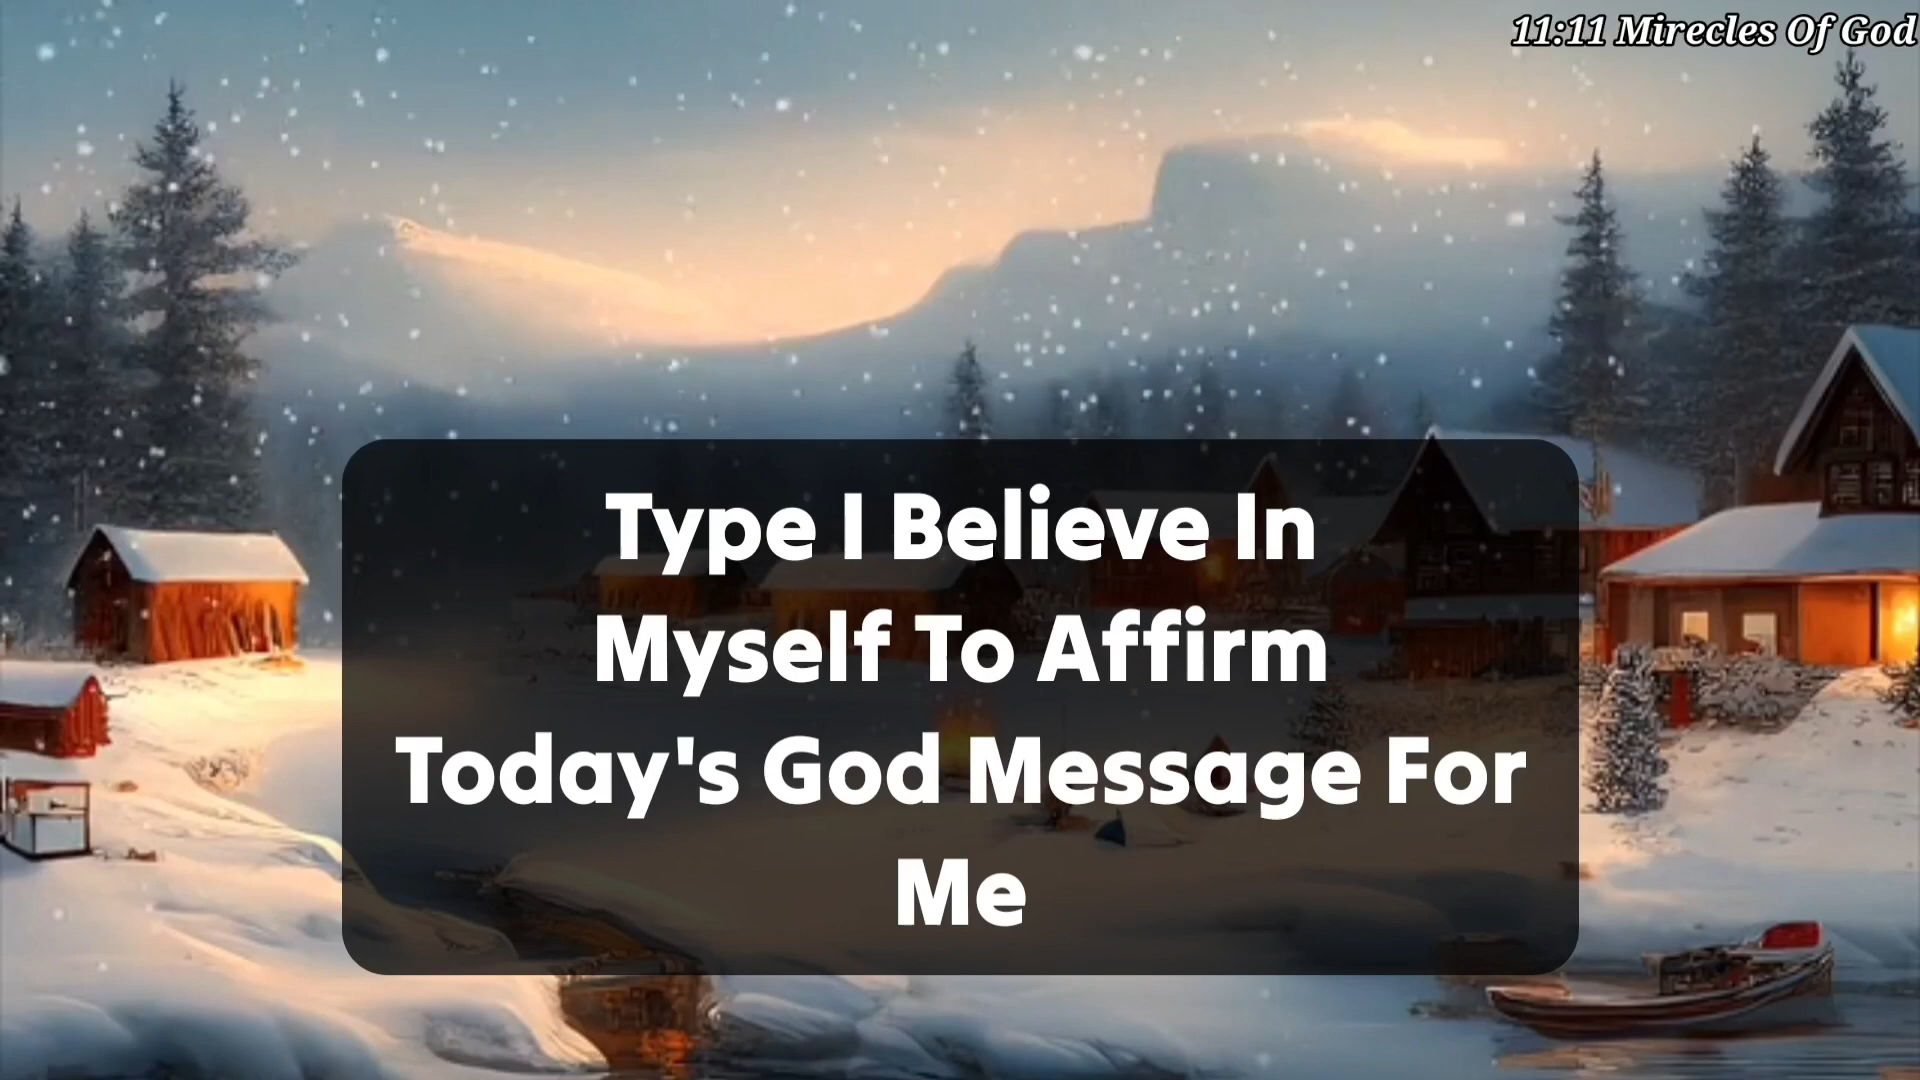 11:11 Mirecles Of God
Type I Believe In
Myself To Affirm
Today's God Message For
Me